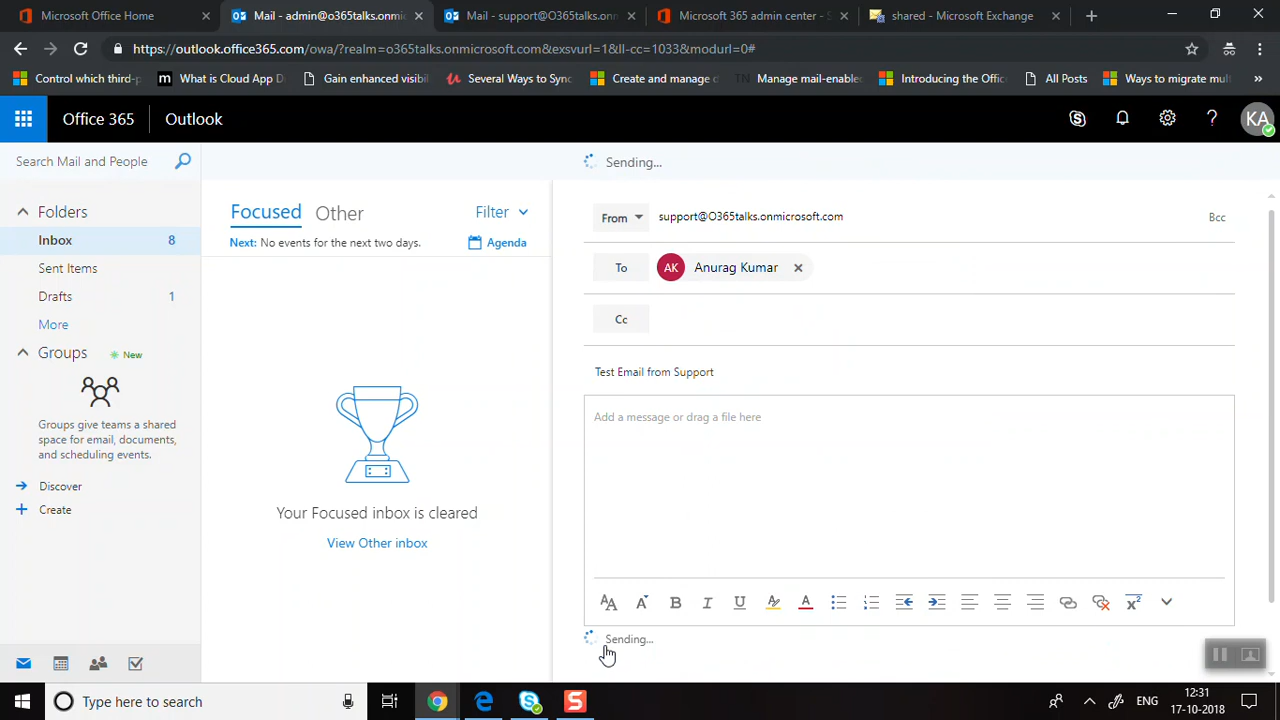 Microsoft Office Home
Mail - admin@o365talks.onmic
Mail - support@O365talks.onm
Microsoft 365 admin center - S
shared - Microsoft Exchange
https://outlook.office365.com/owa/?realm=o365talks.onmicrosoft.com&exsvurl=1&ll-cc=1033&modurl=0#
Control which third-p
What is Cloud App D
Gain enhanced visibil
Several Ways to Sync
Create and manage
TN Manage mail-enable
Introducing the Offic
All Posts
Ways to migrate mult
Office 365
Outlook
KA
Search Mail and People
Sending...
Folders
Inbox 8
Sent Items
Drafts 1
More
Groups New
Groups give teams a shared
space for email, documents,
and scheduling events.
Discover
Create
Focused Other Filter
Next: No events for the next two days. Agenda
Your Focused inbox is cleared
View Other inbox
From support@O365talks.onmicrosoft.com Bcc
To AK Anurag Kumar
Cc
Test Email from Support
Add a message or drag a file here
Sending...
Type here to search
ENG
12:31
17-10-2018